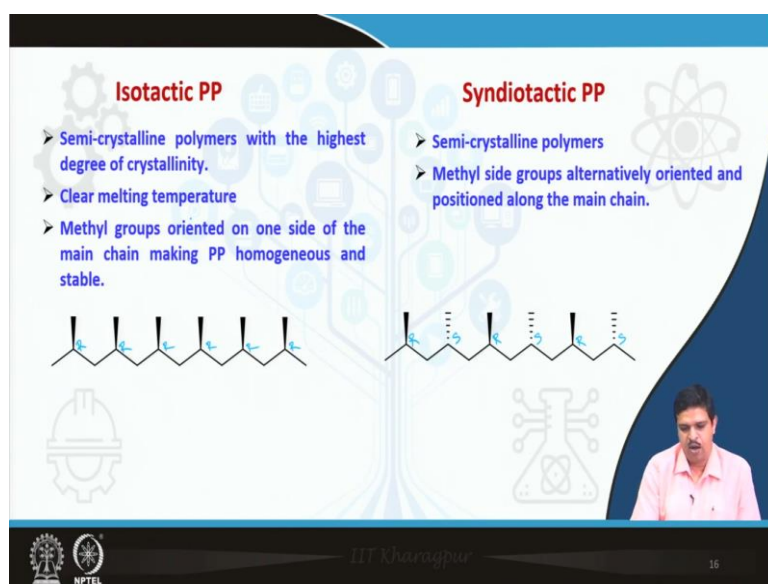 Isotactic PP
➢ Semi-crystalline polymers with the highest
degree of crystallinity.
➢ Clear melting temperature
➢ Methyl groups oriented on one side of the
main chain making PP homogeneous and
stable.
R R R R R R
Syndiotactic PP
➢ Semi-crystalline polymers
➢ Methyl side groups alternatively oriented and
positioned along the main chain.
R S R S R S
NPTEL
IIT Kharagpur
16